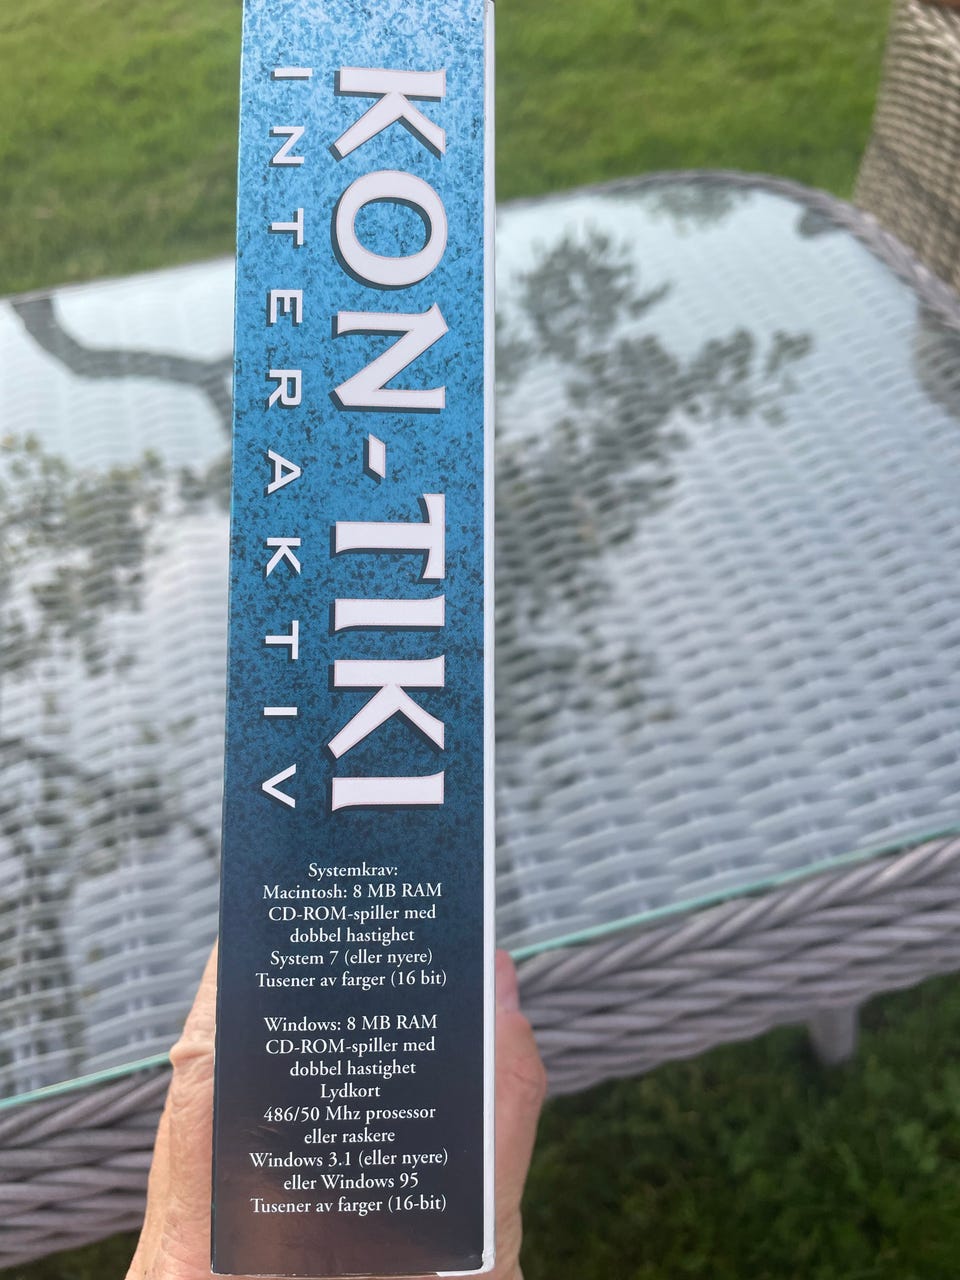 KON-TIKI
INTERAKTIV
Systemkrav:
Macintosh: 8 MB RAM
CD-ROM-spiller med
dobbel hastighet
System 7 (eller nyere)
Tusener av farger (16 bit)
Windows: 8 MB RAM
CD-ROM-spiller med
dobbel hastighet
Lydkort
486/50 Mhz prosessor
eller raskere
Windows 3.1 (eller nyere)
eller Windows 95
Tusener av farger (16-bit)